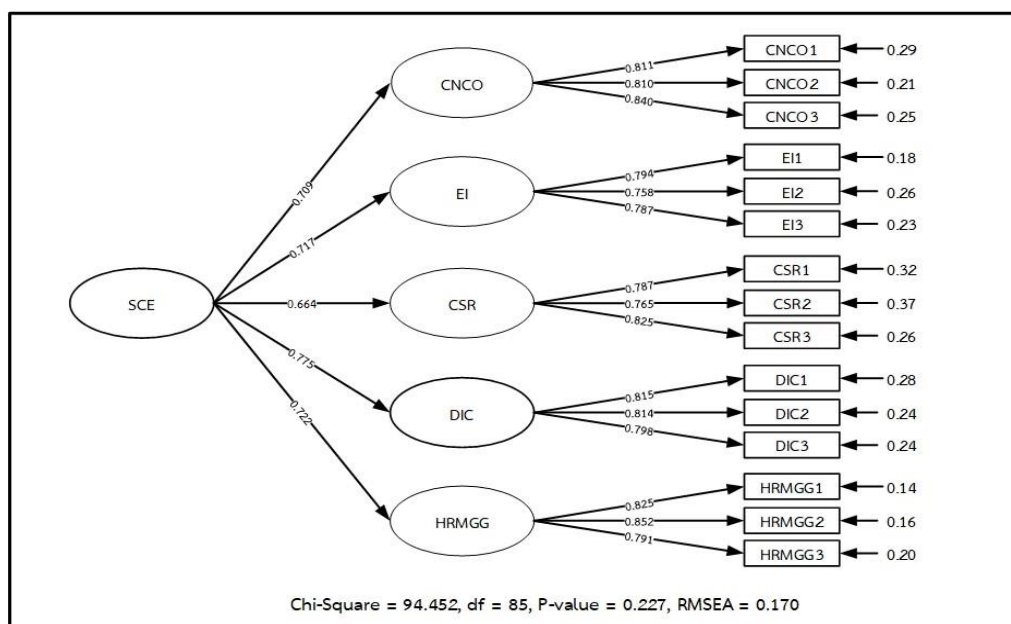 CNCO1
0.29
0.811
CNCO
0.810
CNCO2
0.21
0.840
CNCO3
0.25
0.709
EI1
0.18
0.794
EI
0.758
EI2
0.26
0.787
EI3
0.23
0.717
CSR1
0.32
0.787
SCE
0.664
CSR
0.765
CSR2
0.37
0.825
CSR3
0.26
0.775
DIC1
0.28
0.815
DIC
0.814
DIC2
0.24
0.798
DIC3
0.24
0.722
HRMGG1
0.14
0.825
HRMGG
0.852
HRMGG2
0.16
0.791
HRMGG3
0.20
Chi-Square = 94.452, df = 85, P-value = 0.227, RMSEA = 0.170